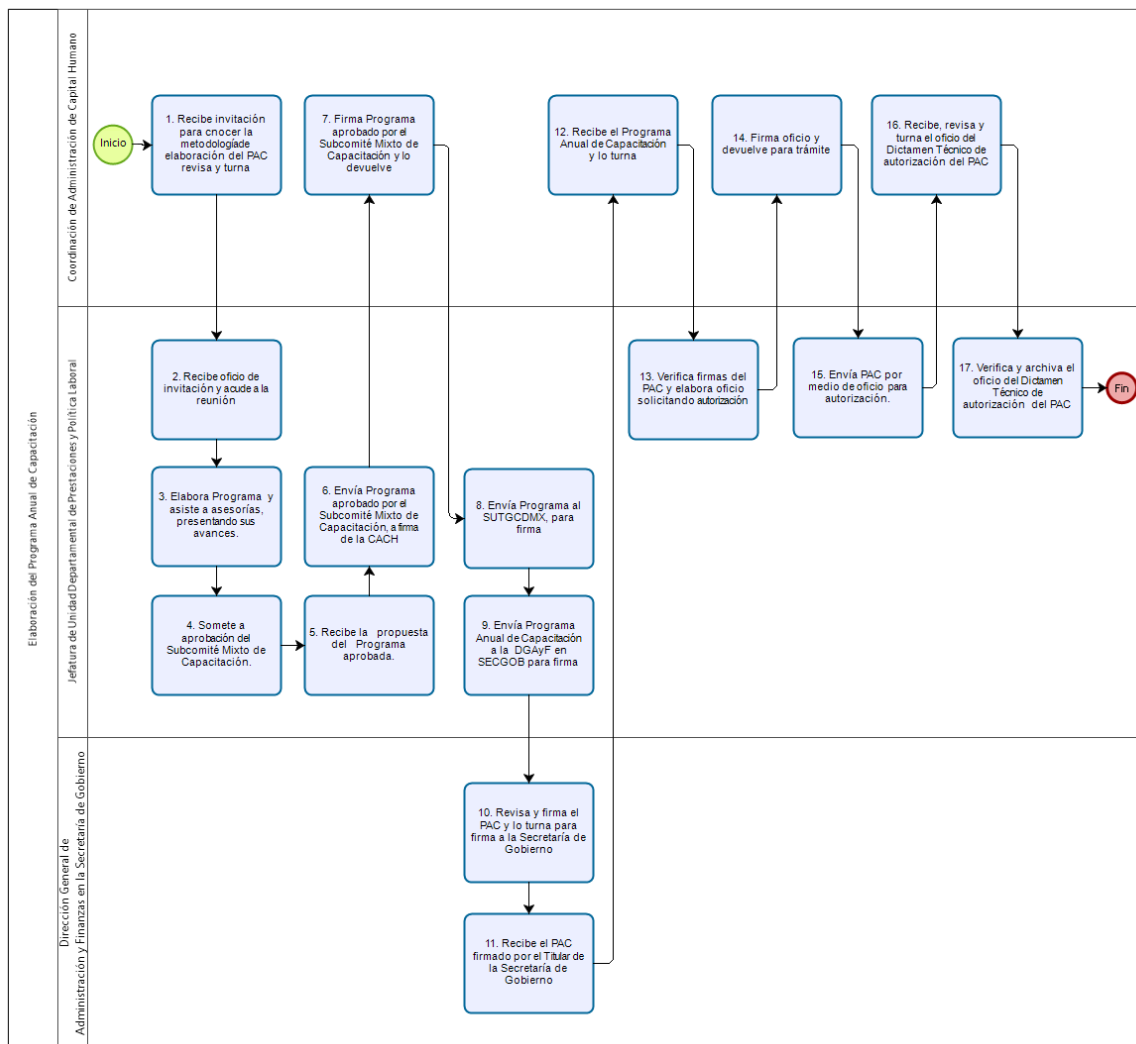 Elaboración del Programa Anual de Capacitación
Coordinación de Administración de Capital Humano
Inicio
1. Recibe invitación
para cnocer la
metodologíade
elaboración del PAC
revisa y turna
7. Firma Programa
aprobado por el
Subcomité Mixto de
Capacitación y lo
devuelve
12. Recibe el Programa
Anual de Capacitación
y lo turna
14. Firma oficio y
devuelve para trámite
16. Recibe, revisa y
turna el oficio del
Dictamen Técnico de
autorización del PAC
Jefatura de Unidad Departamental de Prestaciones y Política Laboral
2. Recibe oficio de
invitación y acude a la
reunión
13. Verifica firmas del
PAC y elabora oficio
solicitando autorización
15. Envía PAC por
medio de oficio para
autorización.
17. Verifica y archiva el
oficio del Dictamen
Técnico de
autorización del PAC
Fin
3. Elabora Programa y
asiste a asesorías,
presentando sus
avances.
6. Envía Programa
aprobado por el
Subcomité Mixto de
Capacitación, a firma
de la CACH
8. Envía Programa al
SUTGCDMX, para
firma
4. Somete a
aprobación del
Subcomité Mixto de
Capacitación.
5. Recibe la propuesta
del Programa
aprobada.
9. Envía Programa
Anual de Capacitación
a la DGAyF en
SECGOB para firma
Dirección General de
Administración y Finanzas en la Secretaría de Gobierno
10. Revisa y firma el
PAC y lo turna para
firma a la Secretaría de
Gobierno
11. Recibe el PAC
firmado por el Titular de
la Secretaría de
Gobierno